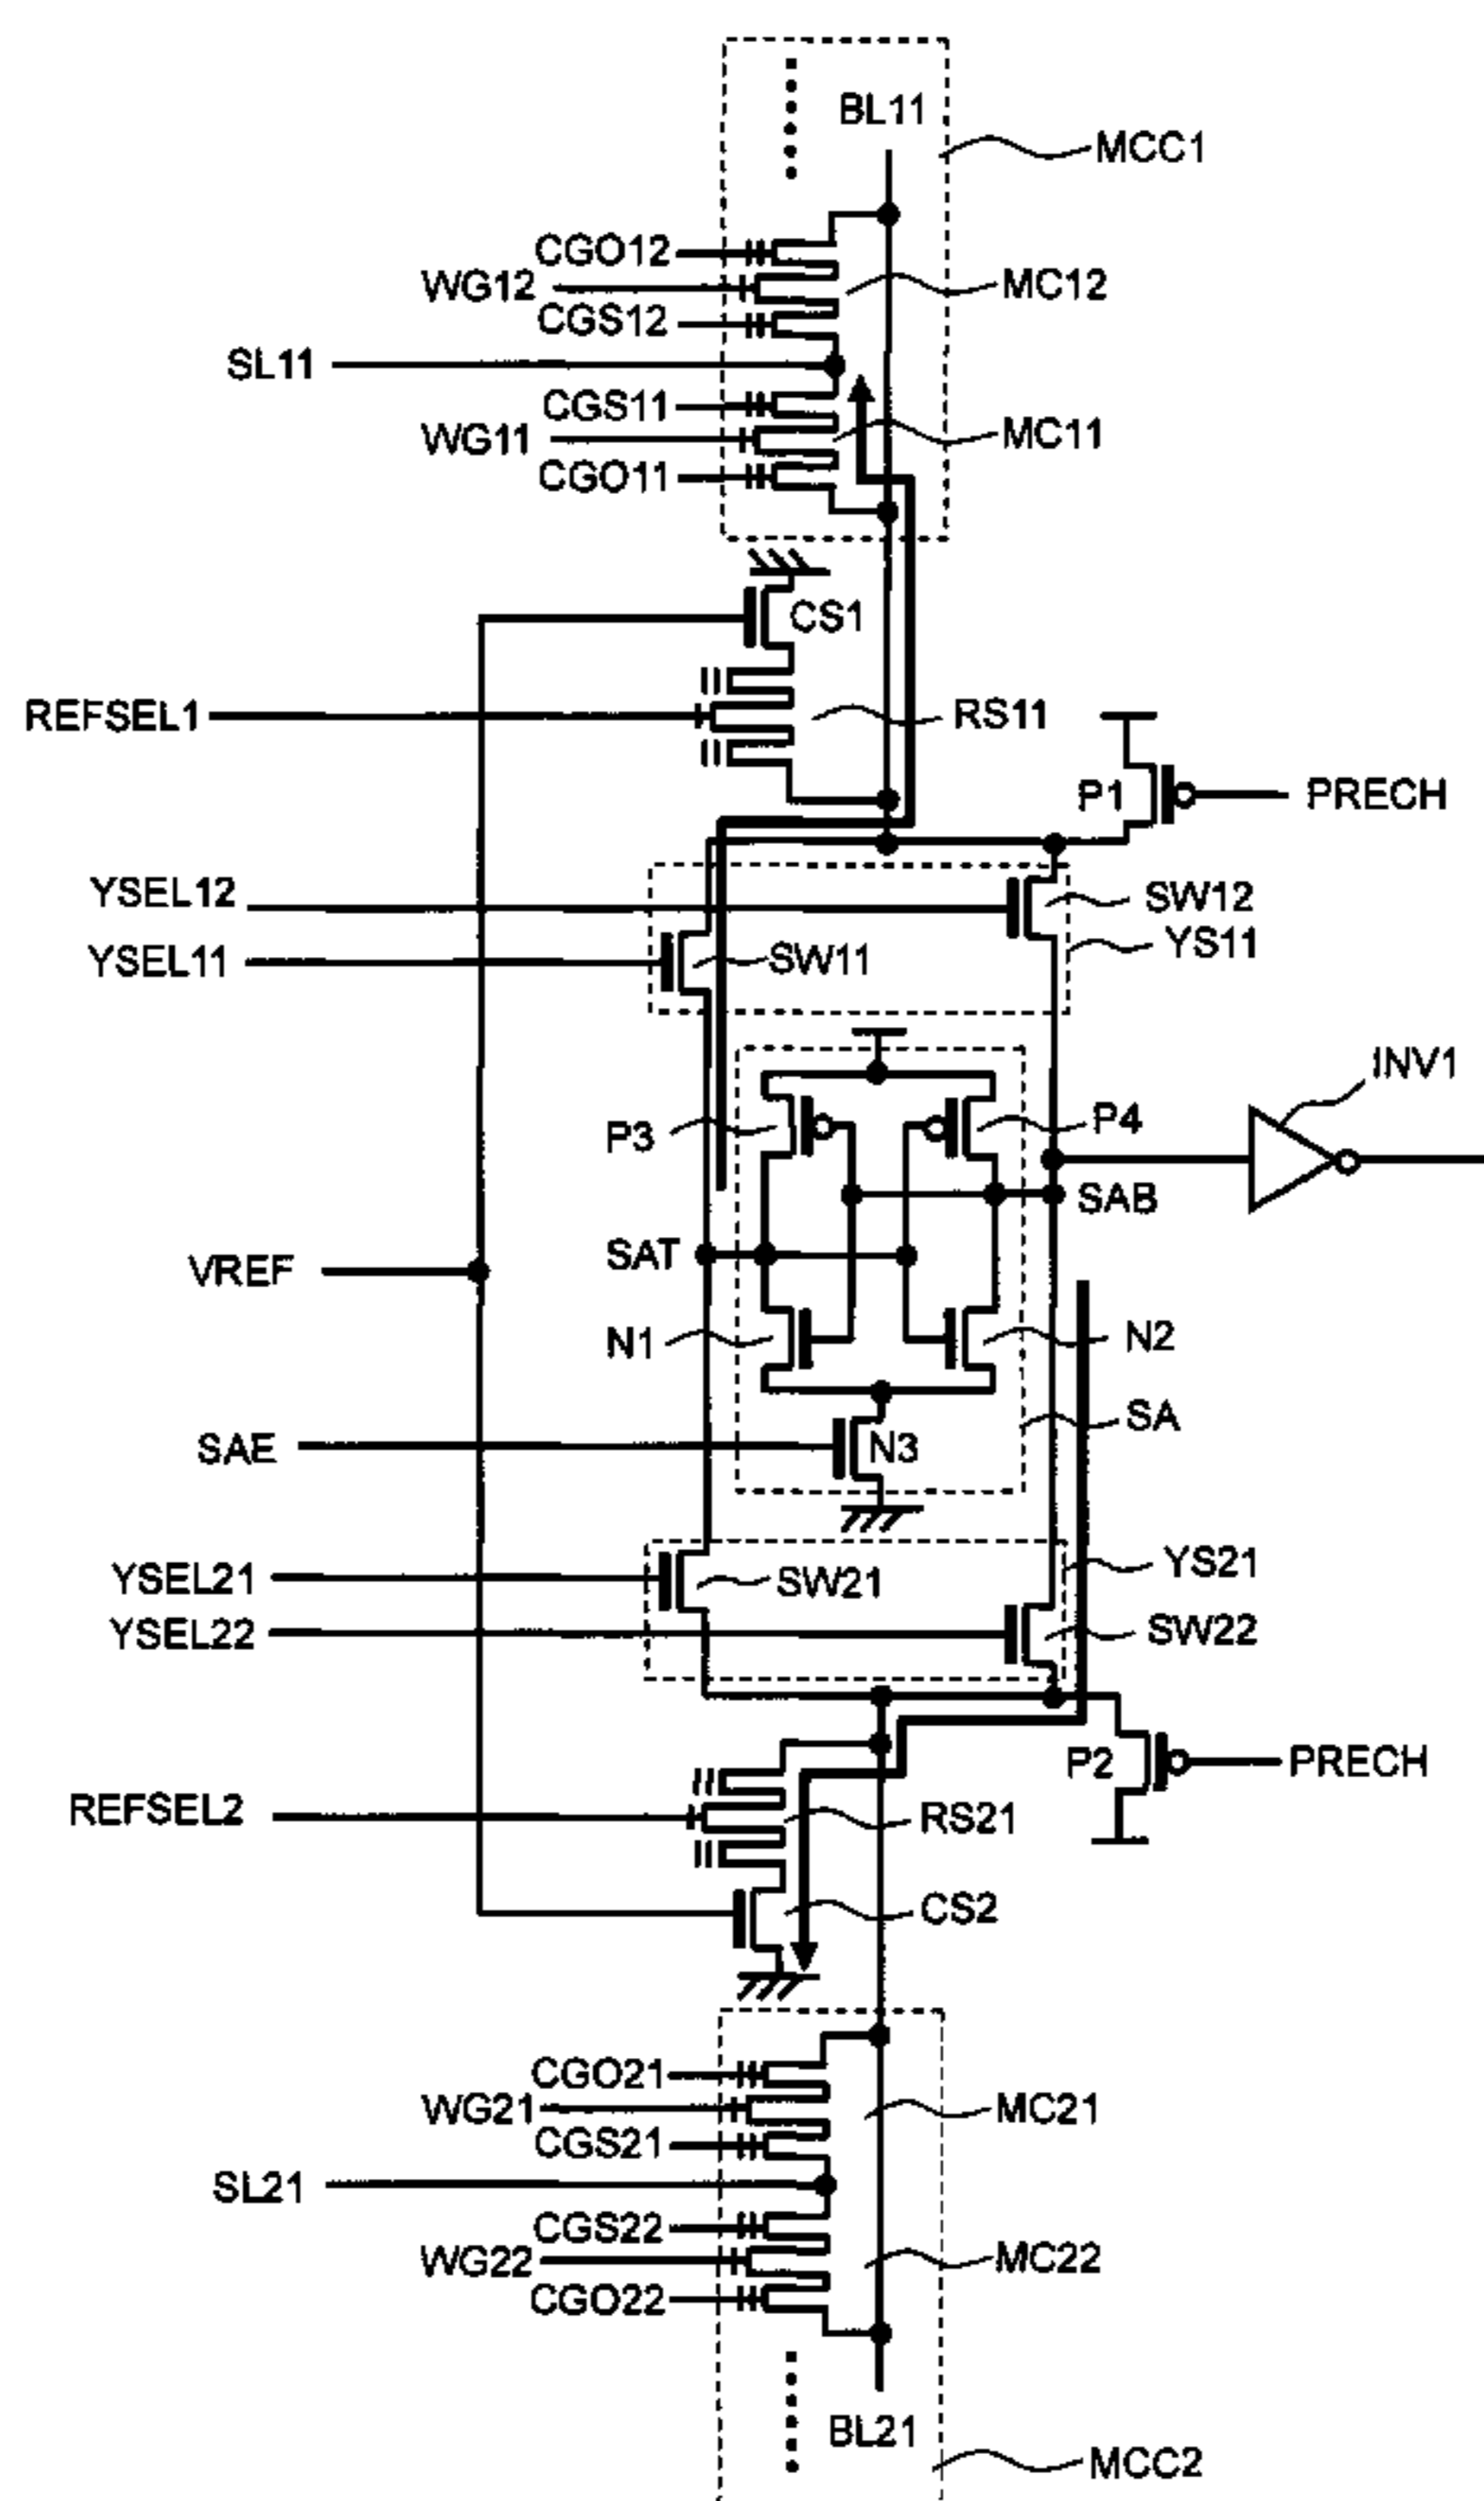 BL11
MCC1
CGO12
WG12
MC12
CGS12
SL11
CGS11
WG11
MC11
CGO11
CS1
REFSEL1
RS11
P1
PRECH
YSEL12
SW12
YSEL11
SW11
YS11
INV1
P3
P4
SAB
SAT
VREF
N1
N2
SA
SAE
N3
YSEL21
SW21
YS21
YSEL22
SW22
P2
PRECH
REFSEL2
RS21
CS2
CGO21
WG21
MC21
CGS21
SL21
CGS22
WG22
MC22
CGO22
BL21
MCC2